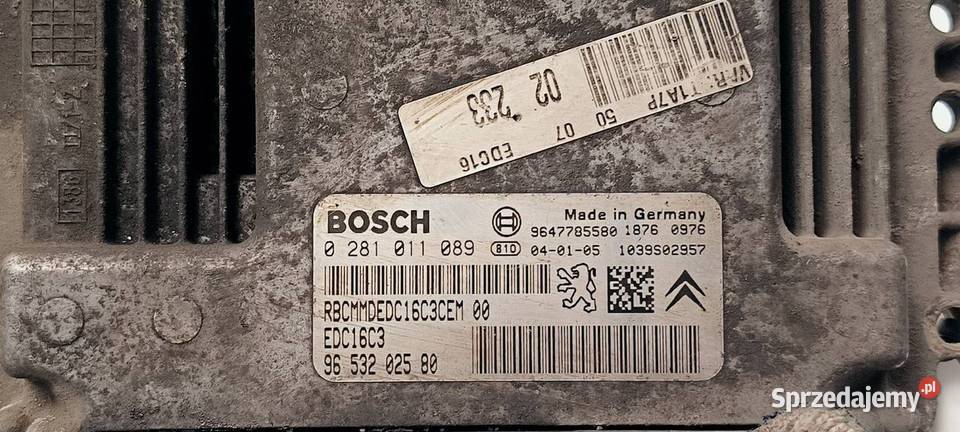 V/R: T1A7P
50 07
02 *233
EDC16
BOSCH
Made in Germany
9647785580 1876 0976
0 281 011 089 810 04-01-05 1039S02957
RBCMMDEDC16C3CEM 00
EDC16C3
96 532 025 80
Sprzedajemy.pl